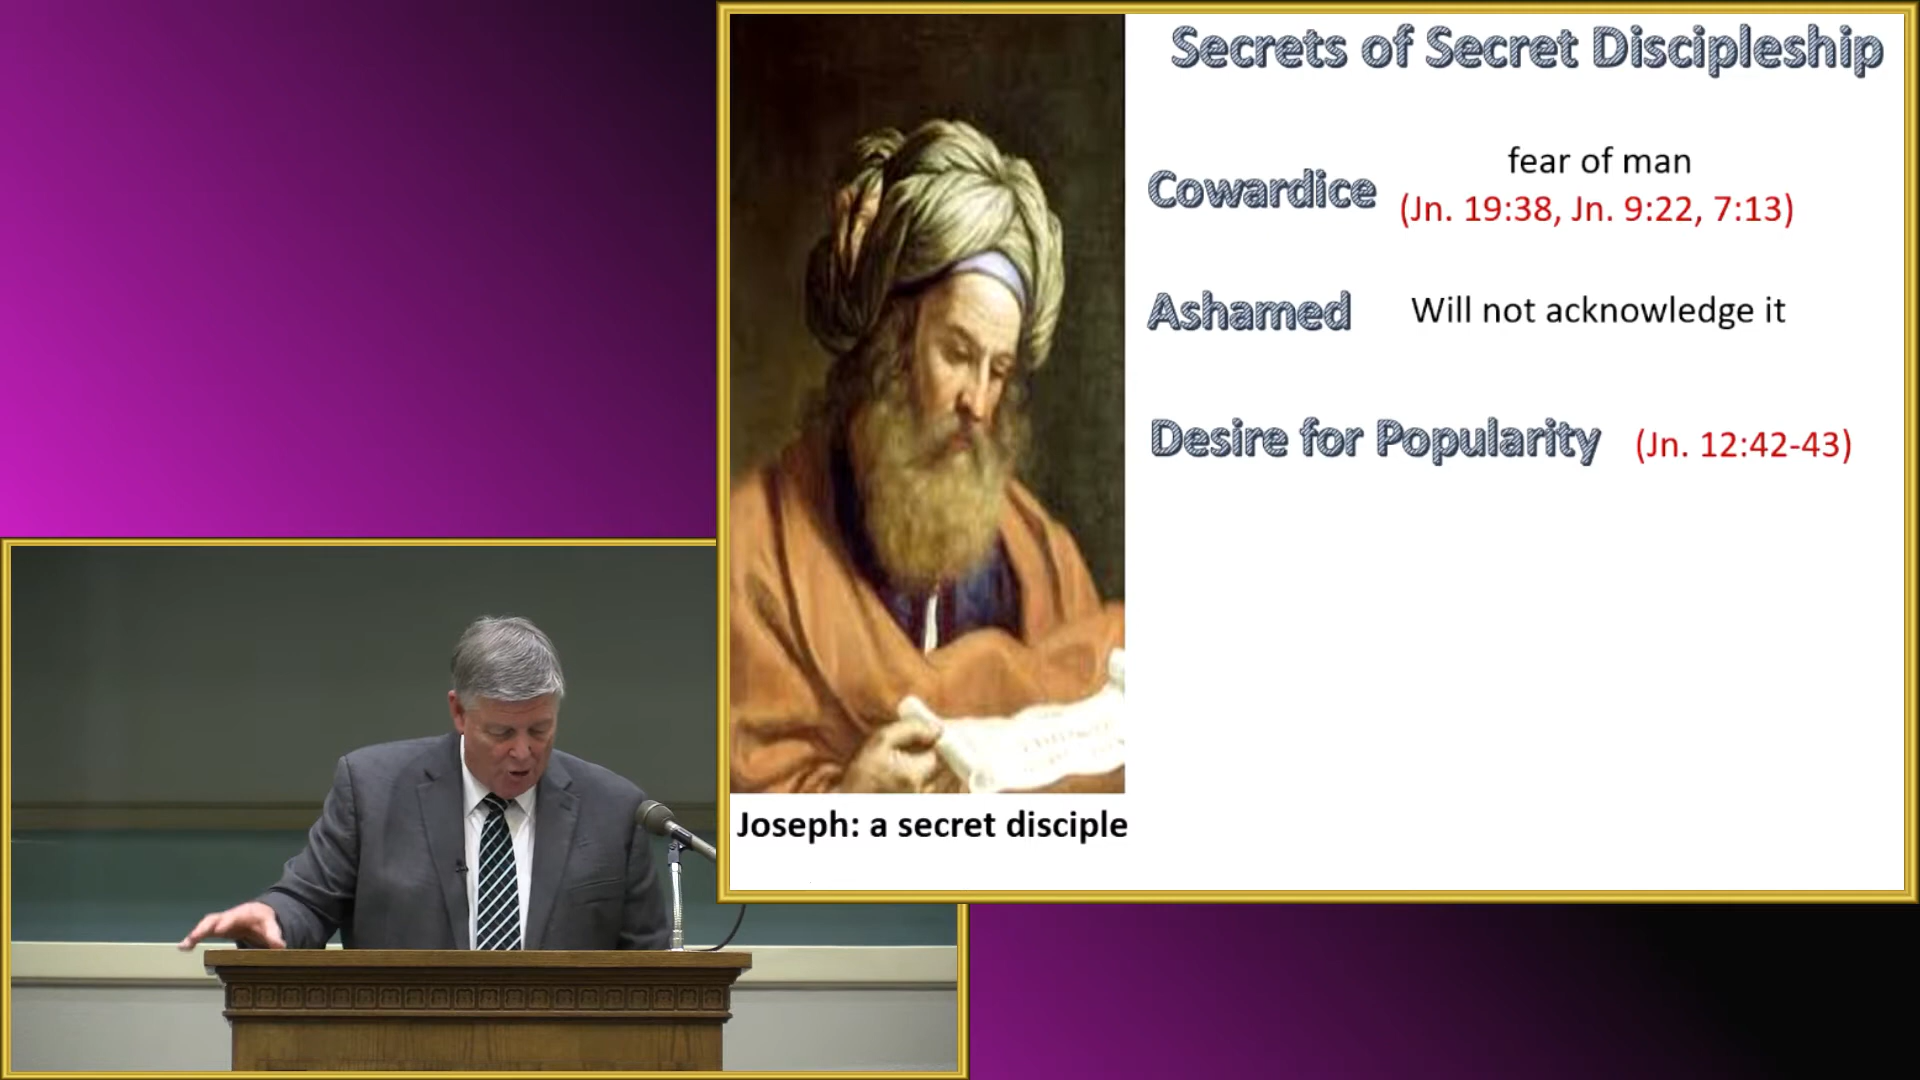 Secrets of Secret Discipleship
Cowardice
fear of man
(Jn. 19:38, Jn. 9:22, 7:13)
Ashamed Will not acknowledge it
Desire for Popularity (Jn. 12:42-43)
Joseph: a secret disciple